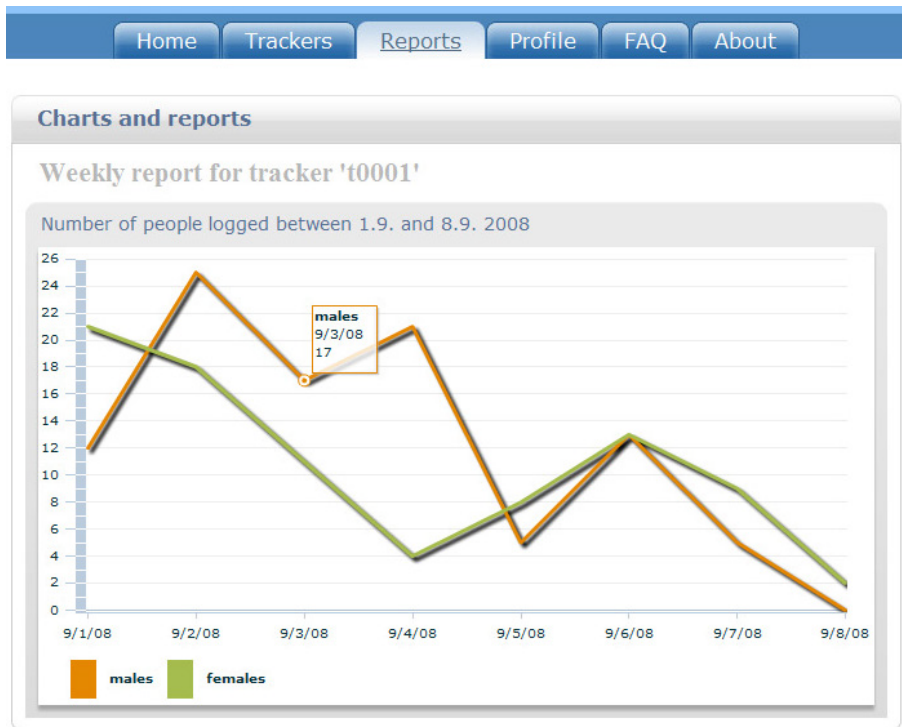 Home Trackers Reports Profile FAQ About
Charts and reports
Weekly report for tracker 't0001'
Number of people logged between 1.9. and 8.9. 2008
26
24
22
20
18
16
14
12
10
8
6
4
2
0
males
9/3/08
17
9/1/08 9/2/08 9/3/08 9/4/08 9/5/08 9/6/08 9/7/08 9/8/08
males females